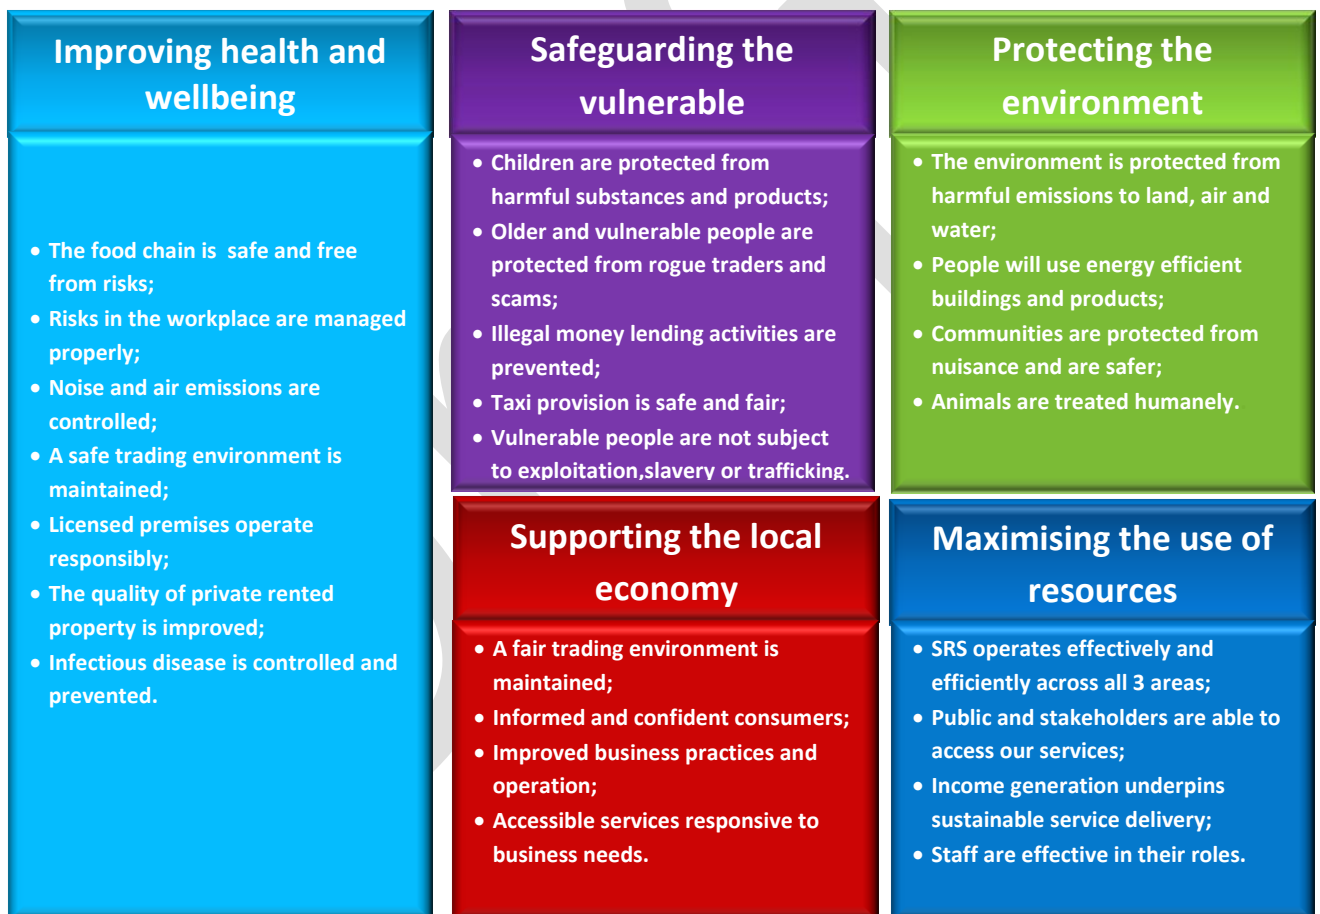 Improving health and
wellbeing
• The food chain is  safe and free
from risks;
• Risks in the workplace are managed
properly;
• Noise and air emissions are
controlled;
• A safe trading environment is
maintained;
• Licensed premises operate
responsibly;
• The quality of private rented
property is improved;
• Infectious disease is controlled and
prevented.
Safeguarding the
vulnerable
• Children are protected from
harmful substances and products;
• Older and vulnerable people are
protected from rogue traders and
scams;
• Illegal money lending activities are
prevented;
• Taxi provision is safe and fair;
• Vulnerable people are not subject
to exploitation,slavery or trafficking.
Protecting the
environment
• The environment is protected from
harmful emissions to land, air and
water;
• People will use energy efficient
buildings and products;
• Communities are protected from
nuisance and are safer;
• Animals are treated humanely.
Supporting the local
economy
• A fair trading environment is
maintained;
• Informed and confident consumers;
• Improved business practices and
operation;
• Accessible services responsive to
business needs.
Maximising the use of
resources
• SRS operates effectively and
efficiently across all 3 areas;
• Public and stakeholders are able to
access our services;
• Income generation underpins
sustainable service delivery;
• Staff are effective in their roles.